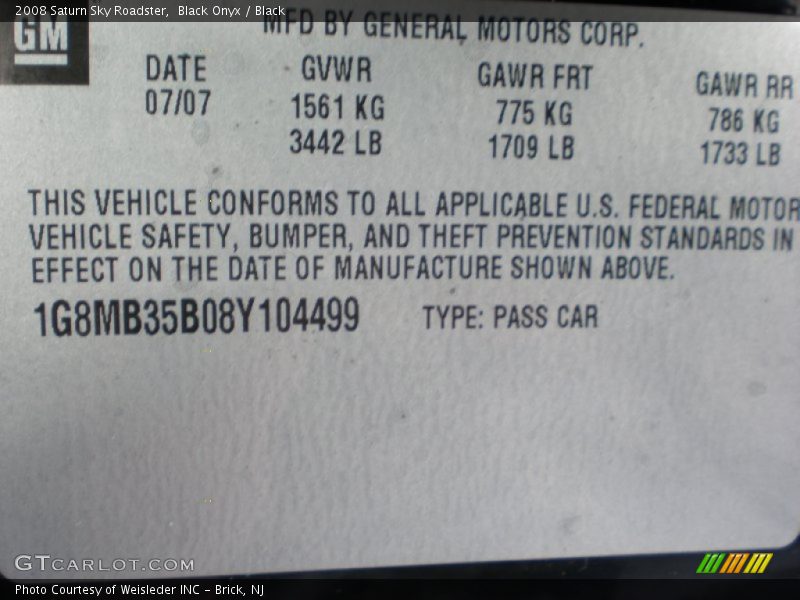 2008 Saturn Sky Roadster, Black Onyx / Black
GM
MFD BY GENERAL MOTORS CORP.
DATE GVWR GAWR FRT GAWR RR
07/07 1561 KG 775 KG 786 KG
3442 LB 1709 LB 1733 LB
THIS VEHICLE CONFORMS TO ALL APPLICABLE U.S. FEDERAL MOTOR
VEHICLE SAFETY, BUMPER, AND THEFT PREVENTION STANDARDS IN
EFFECT ON THE DATE OF MANUFACTURE SHOWN ABOVE.
1G8MB35B08Y104499 TYPE: PASS CAR
GTCARLOT.COM
Photo Courtesy of Weisleder INC - Brick, NJ